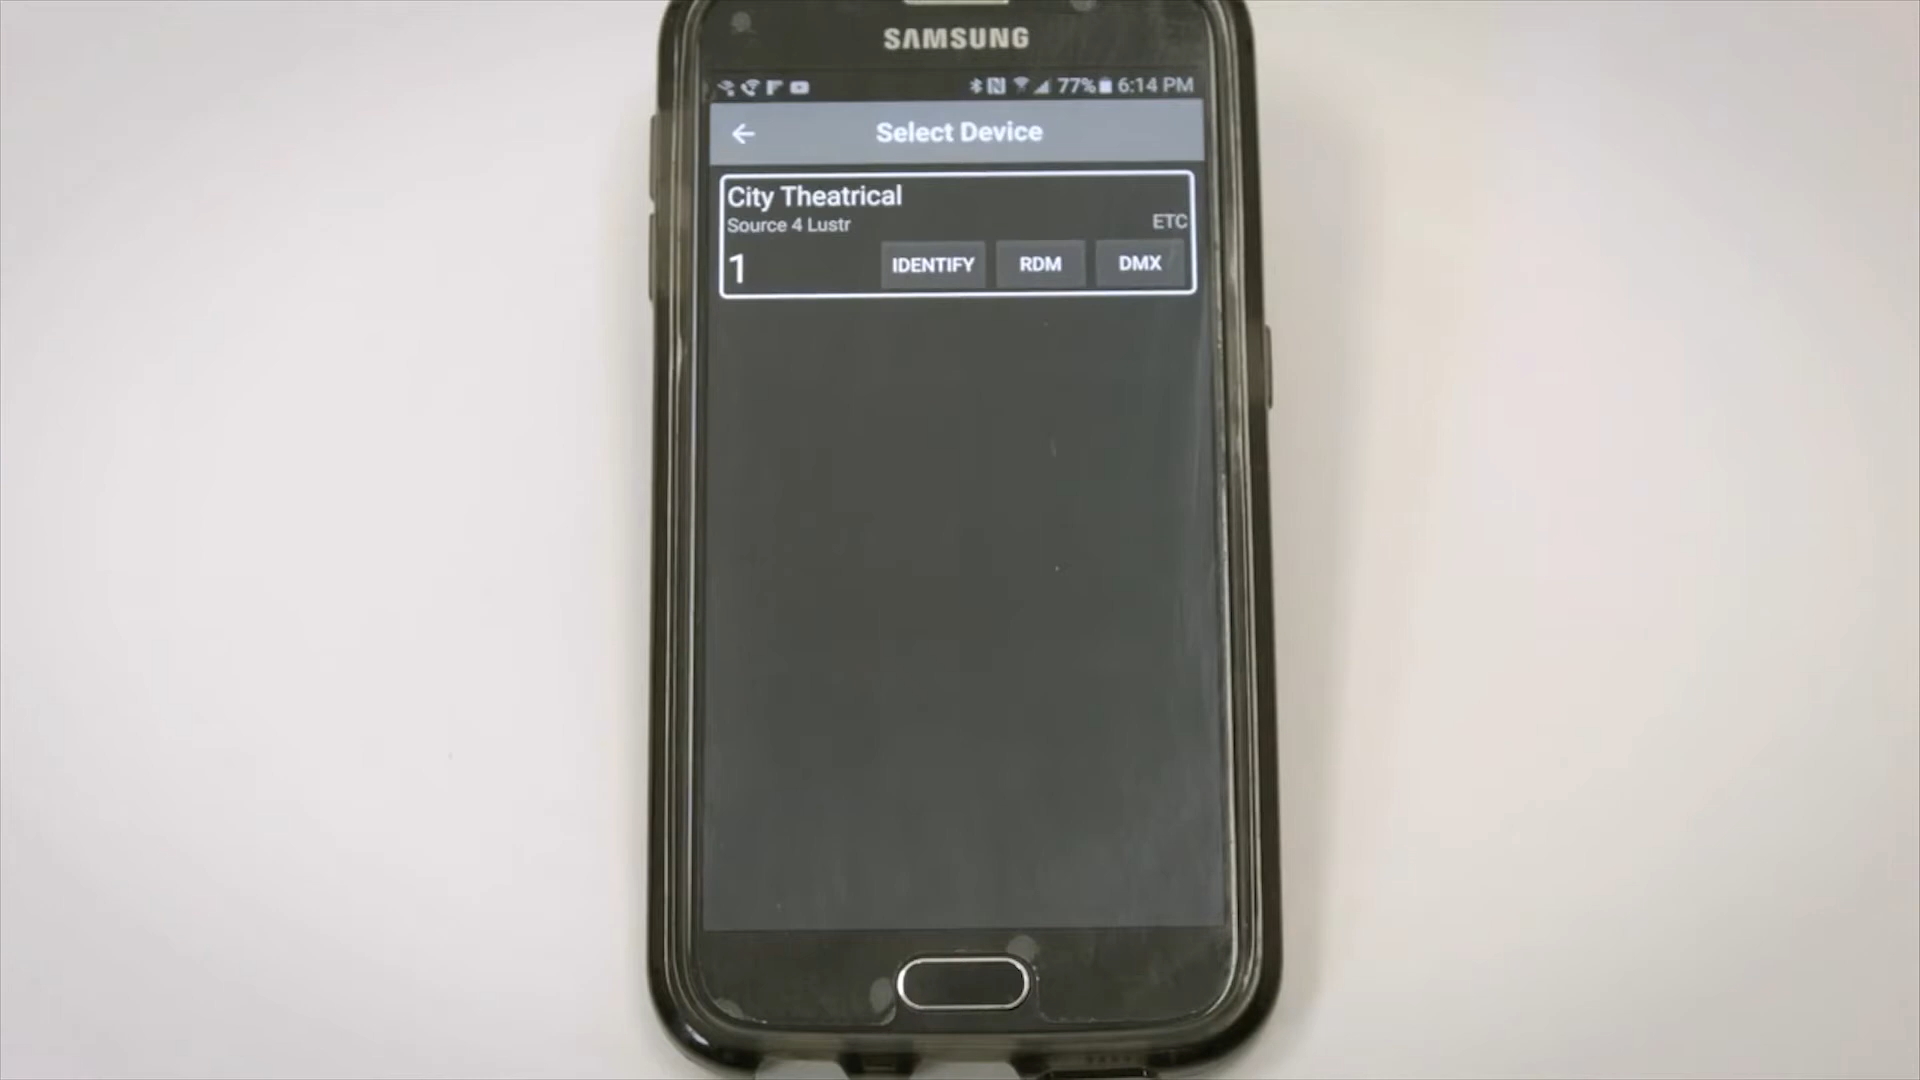 SAMSUNG
77% 6:14 PM
Select Device
City Theatrical
Source 4 Lustr
ETC
1
IDENTIFY
RDM
DMX